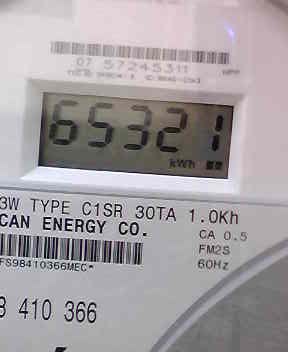 07 57245311
65321
kWh
3W TYPE C1SR 30TA 1.0Kh
CAN ENERGY CO.
CA 0.5
FM2S
60Hz
FS98410366MEC*
8 410 366